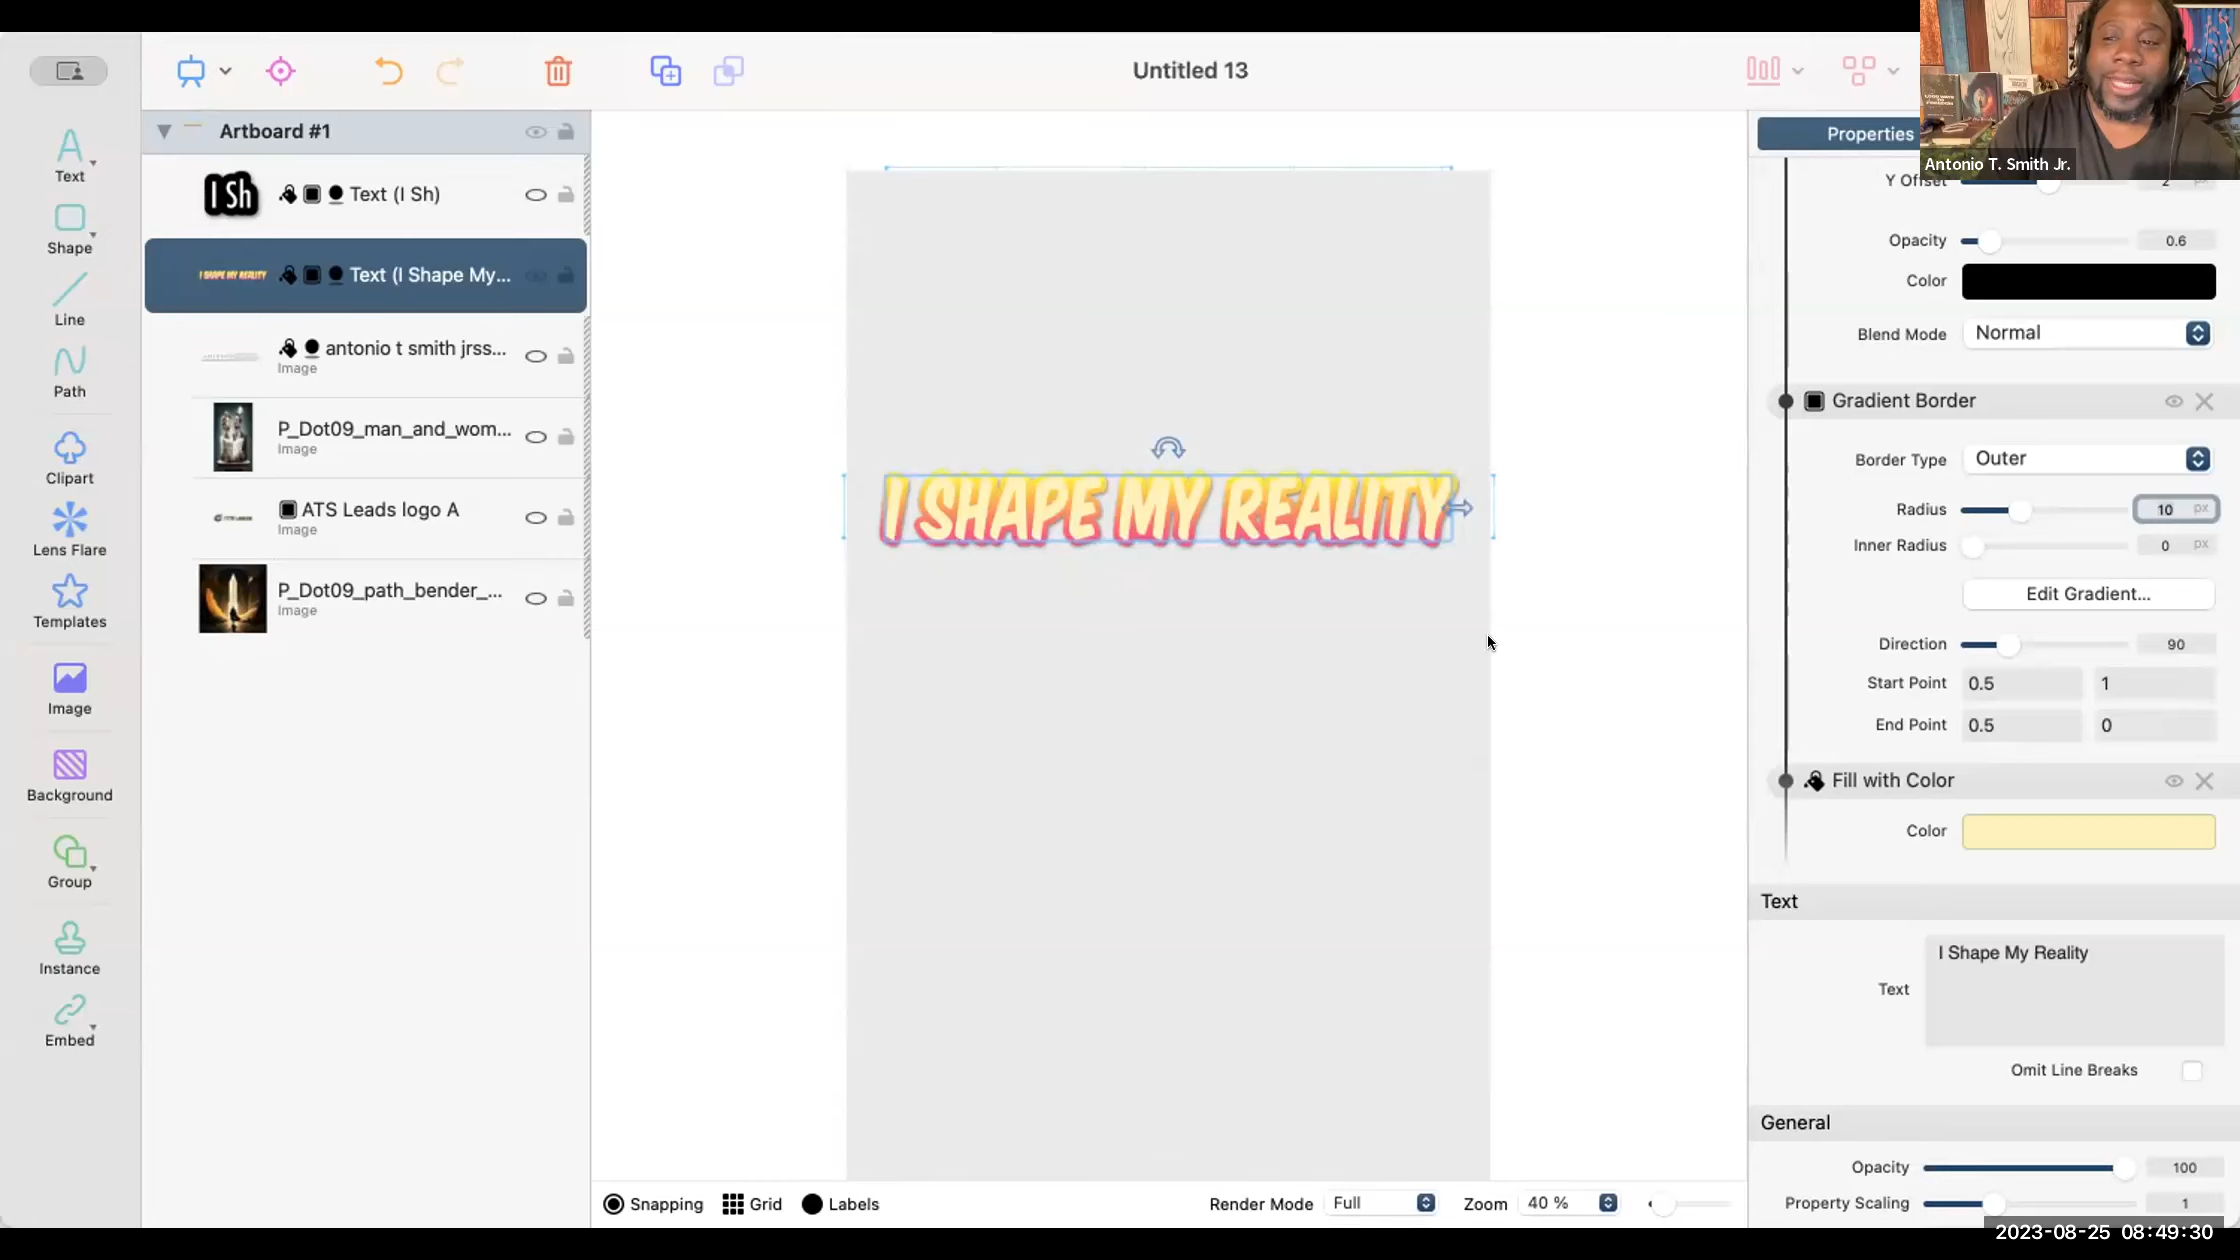 Untitled 13
Antonio T. Smith Jr.
Text
Shape
Line
Path
Clipart
Lens Flare
Templates
Image
Background
Group
Instance
Embed
Artboard #1
I Sh
Text (I Sh)
I SHAPE MY REALITY
Text (I Shape My...
antonio t smith jrss...
Image
P_Dot09_man_and_wom...
Image
ATS Leads logo A
Image
P_Dot09_path_bender_...
Image
I SHAPE MY REALITY
Properties
Y Offset 2 px
Opacity 0.6
Color
Blend Mode Normal
Gradient Border
Border Type Outer
Radius 10 px
Inner Radius 0 px
Edit Gradient...
Direction 90
Start Point 0.5 1
End Point 0.5 0
Fill with Color
Color
Text
Text I Shape My Reality
Omit Line Breaks
General
Opacity 100
Property Scaling 1
Snapping Grid Labels Render Mode Full Zoom 40 %
2023-08-25 08:49:30